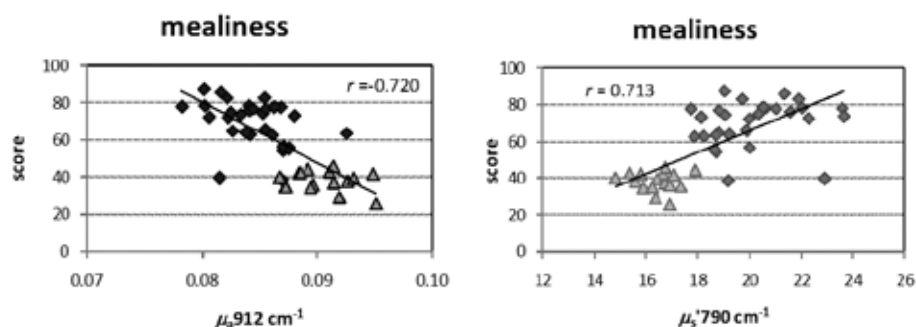 mealiness
r =-0.720
score
100
80
60
40
20
0
0.07 0.08 0.09 0.10
μa912 cm-1
mealiness
r = 0.713
score
100
80
60
40
20
0
12 14 16 18 20 22 24 26
μs'790 cm-1